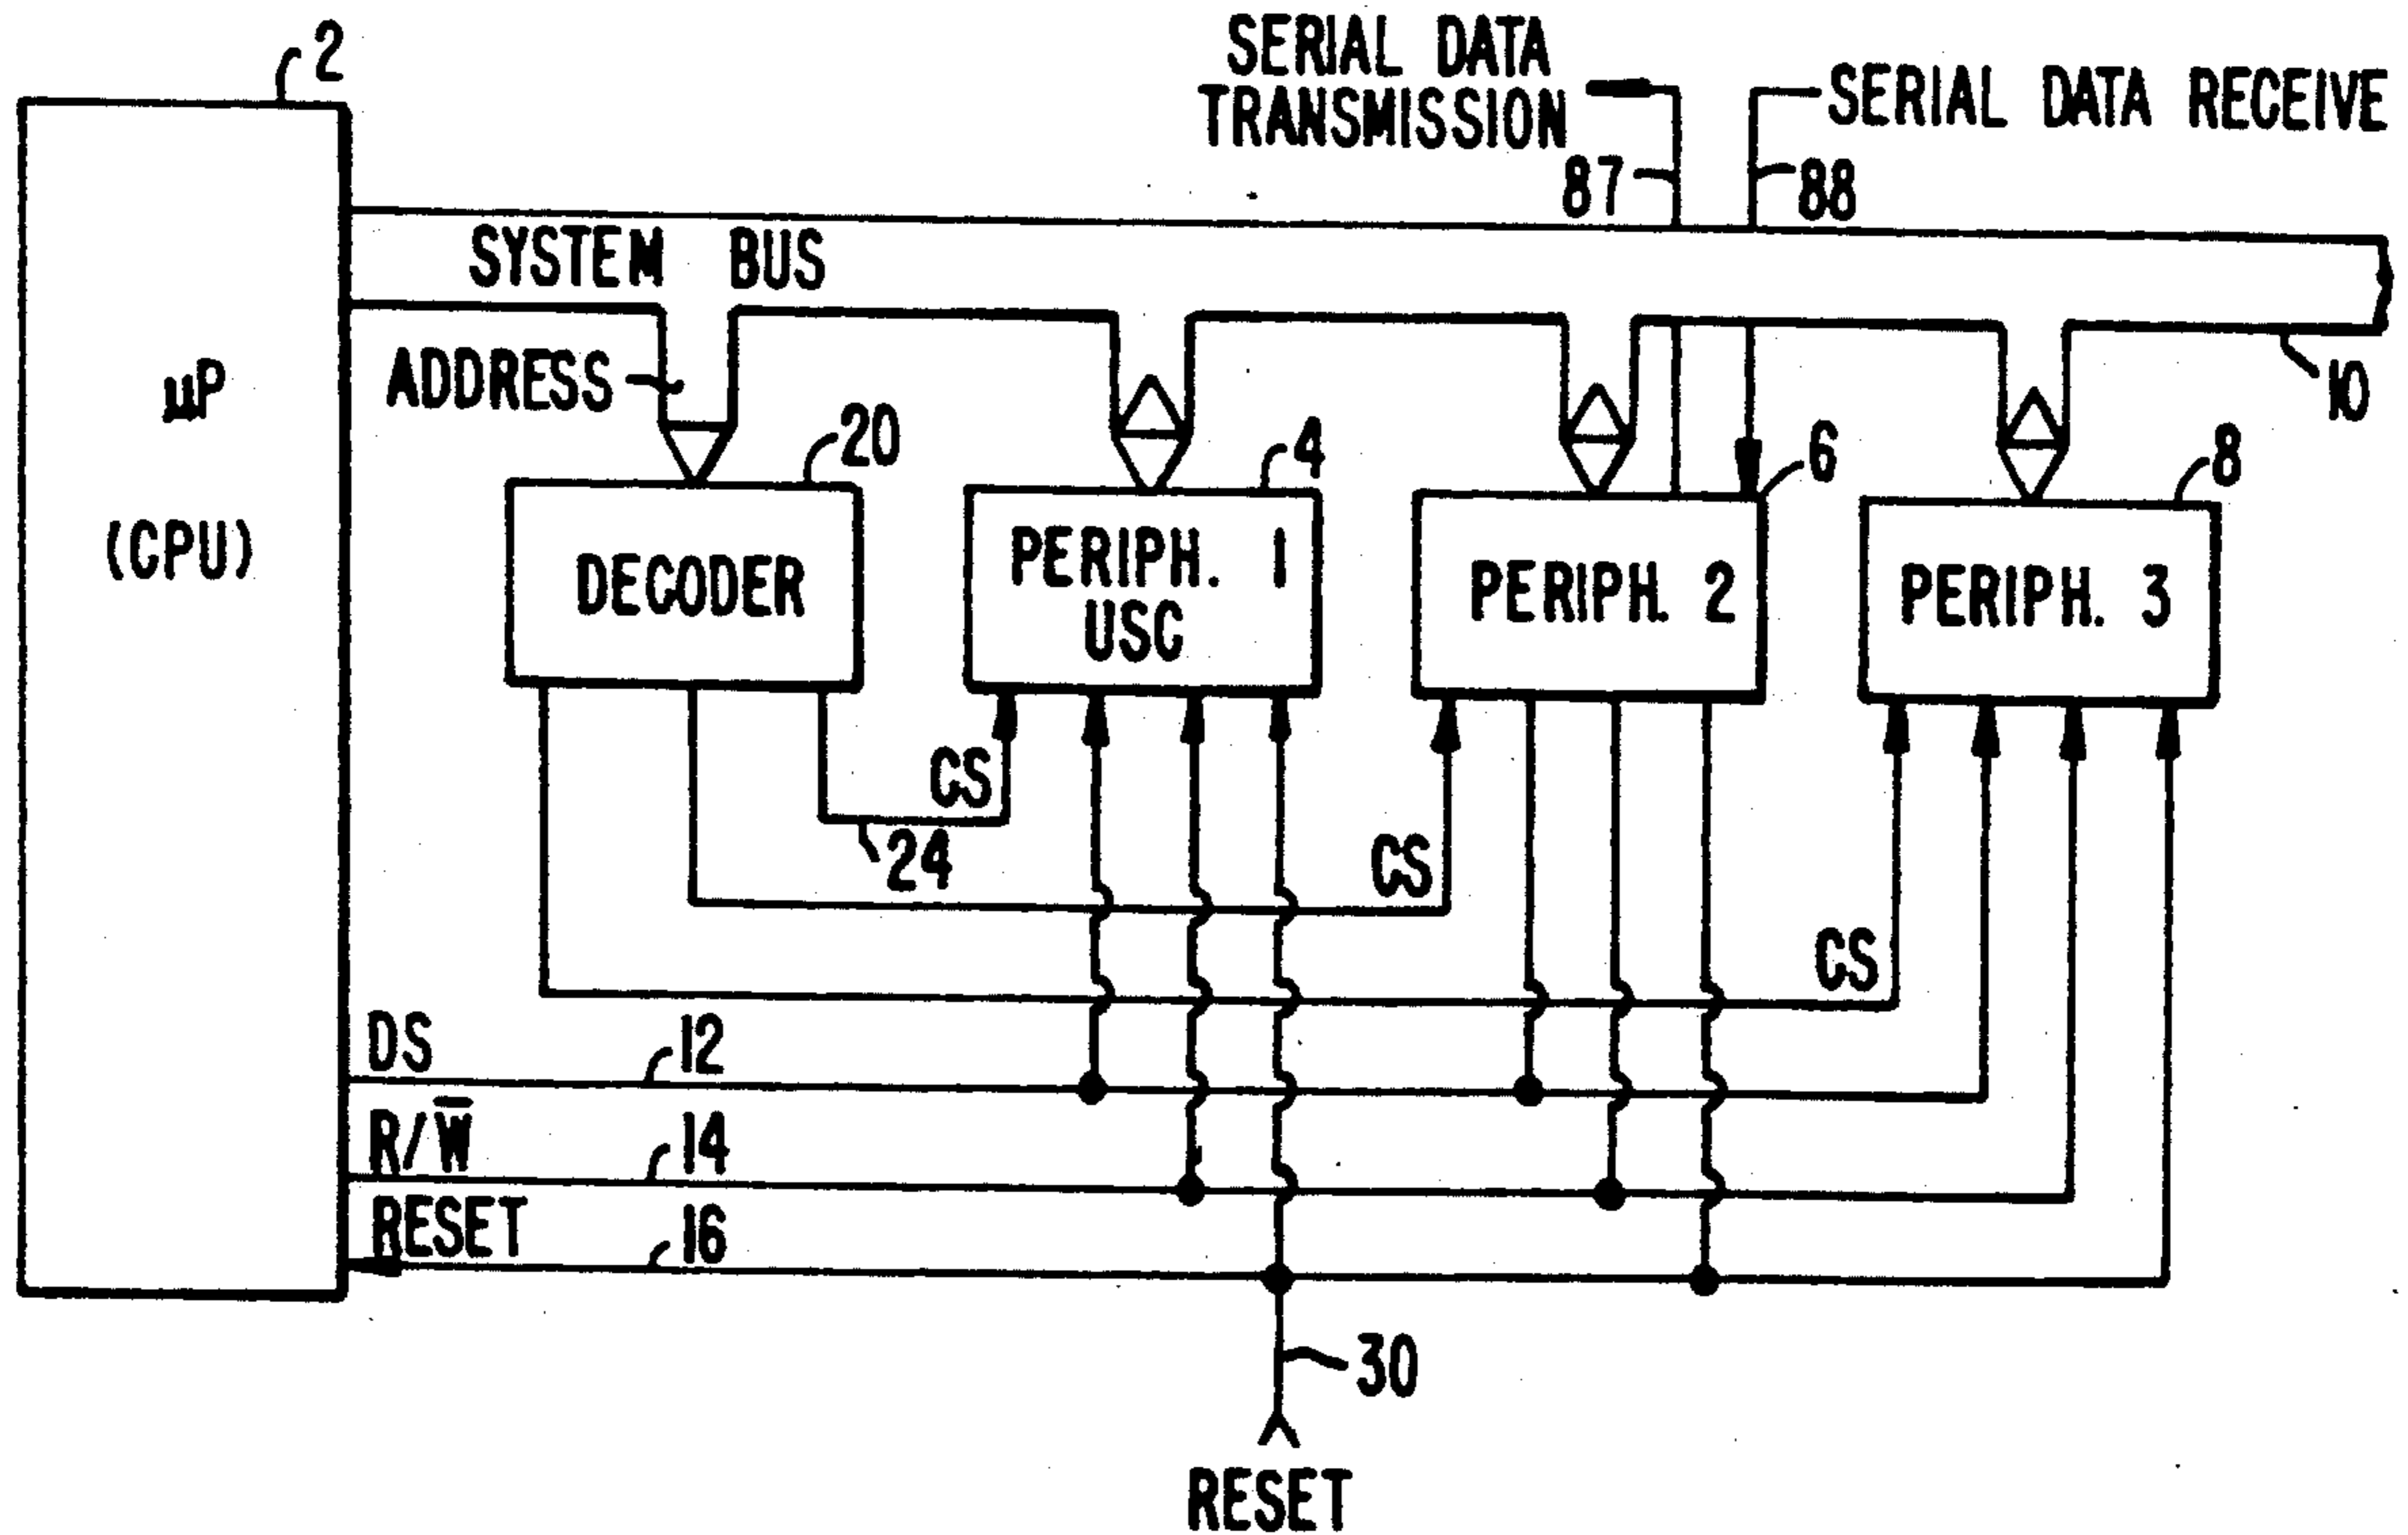 2
SERIAL DATA
TRANSMISSION
SERIAL DATA RECEIVE
87
88
SYSTEM BUS
ADDRESS
10
μP
(CPU)
20
4
6
8
DECODER
PERIPH. 1
USC
PERIPH. 2
PERIPH. 3
CS
24
CS
CS
DS
12
R/W̅
14
RESET
16
30
RESET